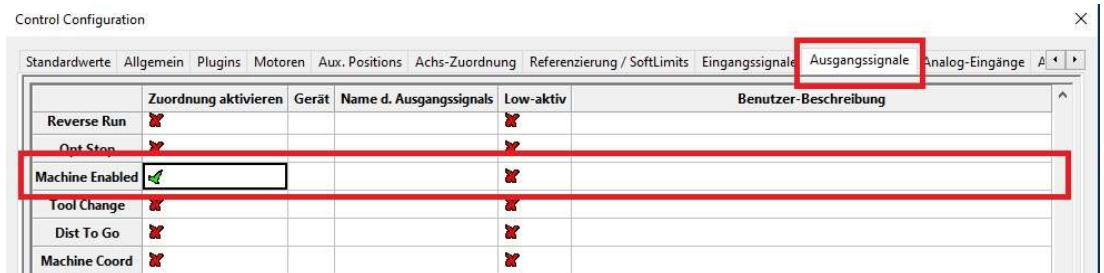 Control Configuration
Standardwerte Allgemein Plugins Motoren Aux. Positions Achs-Zuordnung Referenzierung / SoftLimits Eingangssignale Ausgangssignale Analog-Eingänge A
Zuordnung aktivieren Gerät Name d. Ausgangssignals Low-aktiv Benutzer-Beschreibung
Reverse Run
Opt Stop
Machine Enabled
Tool Change
Dist To Go
Machine Coord